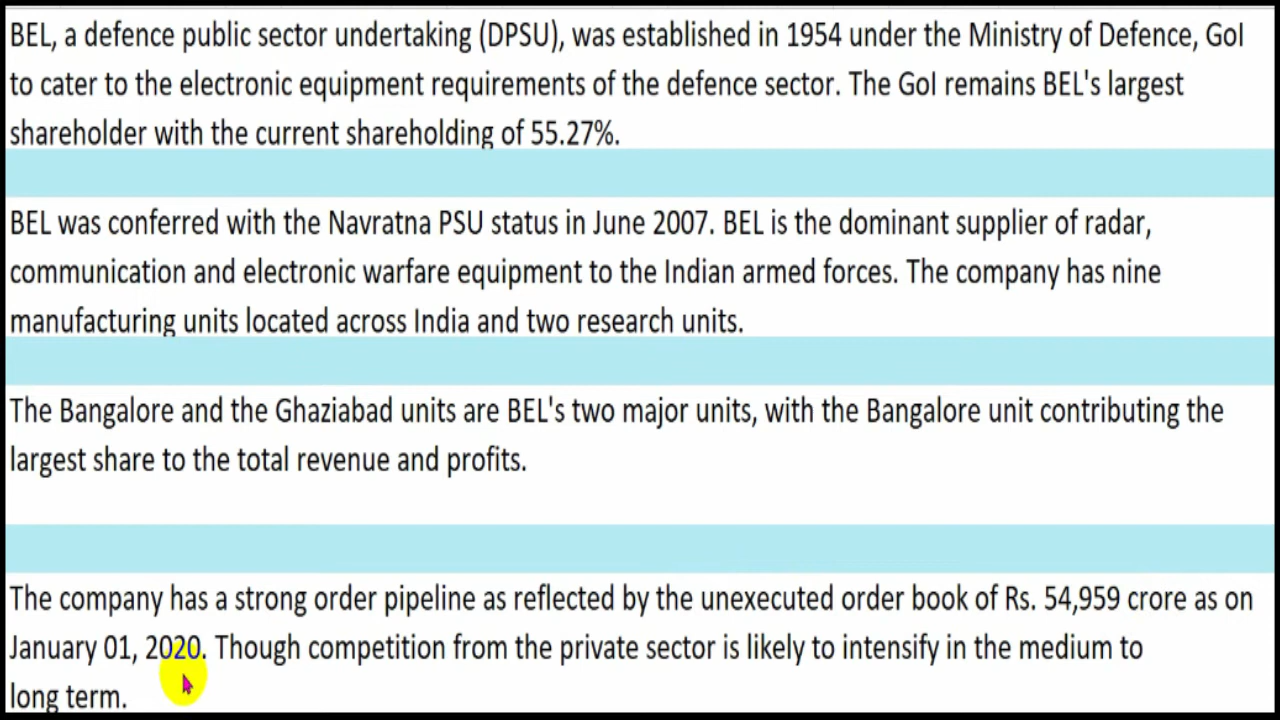 BEL, a defence public sector undertaking (DPSU), was established in 1954 under the Ministry of Defence, GoI
to cater to the electronic equipment requirements of the defence sector. The GoI remains BEL's largest
shareholder with the current shareholding of 55.27%.
BEL was conferred with the Navratna PSU status in June 2007. BEL is the dominant supplier of radar,
communication and electronic warfare equipment to the Indian armed forces. The company has nine
manufacturing units located across India and two research units.
The Bangalore and the Ghaziabad units are BEL's two major units, with the Bangalore unit contributing the
largest share to the total revenue and profits.
The company has a strong order pipeline as reflected by the unexecuted order book of Rs. 54,959 crore as on
January 01, 2020. Though competition from the private sector is likely to intensify in the medium to
long term.